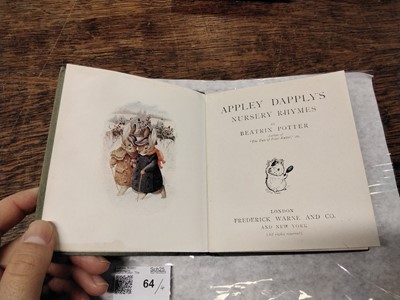 APPLEY DAPPLY'S
NURSERY RHYMES
BY
BEATRIX POTTER
LONDON
FREDERICK WARNE AND CO.
AND NEW YORK
64/